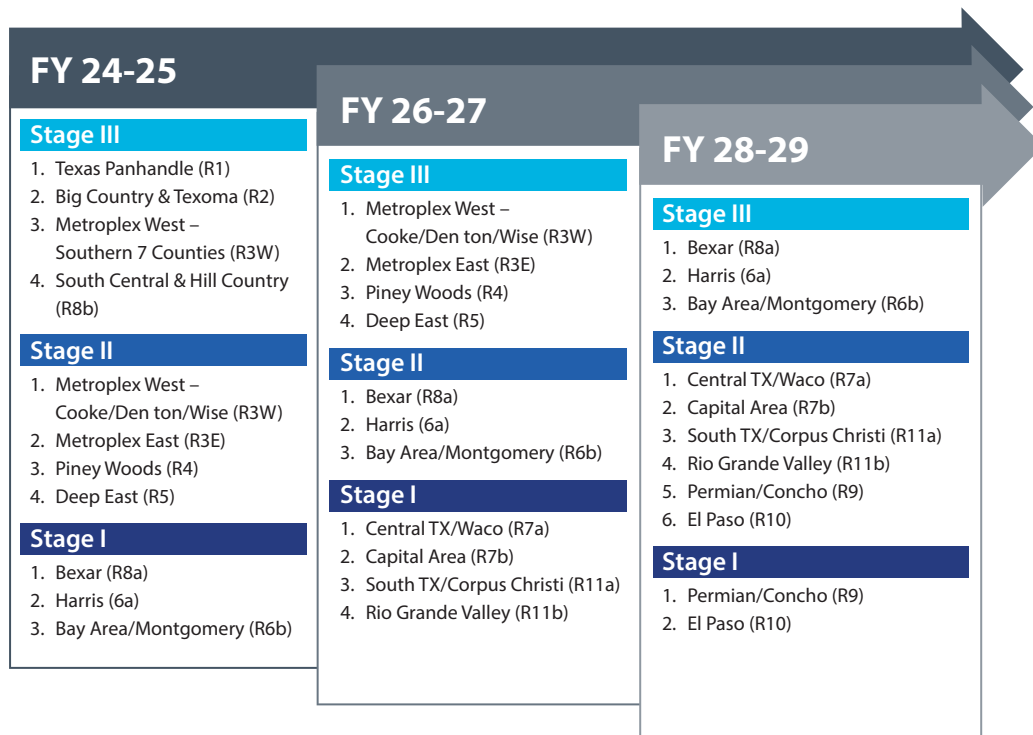 FY 24-25
Stage III
1. Texas Panhandle (R1)
2. Big Country & Texoma (R2)
3. Metroplex West –
Southern 7 Counties (R3W)
4. South Central & Hill Country
(R8b)
Stage II
1. Metroplex West –
Cooke/Den ton/Wise (R3W)
2. Metroplex East (R3E)
3. Piney Woods (R4)
4. Deep East (R5)
Stage I
1. Bexar (R8a)
2. Harris (6a)
3. Bay Area/Montgomery (R6b)
FY 26-27
Stage III
1. Metroplex West –
Cooke/Den ton/Wise (R3W)
2. Metroplex East (R3E)
3. Piney Woods (R4)
4. Deep East (R5)
Stage II
1. Bexar (R8a)
2. Harris (6a)
3. Bay Area/Montgomery (R6b)
Stage I
1. Central TX/Waco (R7a)
2. Capital Area (R7b)
3. South TX/Corpus Christi (R11a)
4. Rio Grande Valley (R11b)
FY 28-29
Stage III
1. Bexar (R8a)
2. Harris (6a)
3. Bay Area/Montgomery (R6b)
Stage II
1. Central TX/Waco (R7a)
2. Capital Area (R7b)
3. South TX/Corpus Christi (R11a)
4. Rio Grande Valley (R11b)
5. Permian/Concho (R9)
6. El Paso (R10)
Stage I
1. Permian/Concho (R9)
2. El Paso (R10)